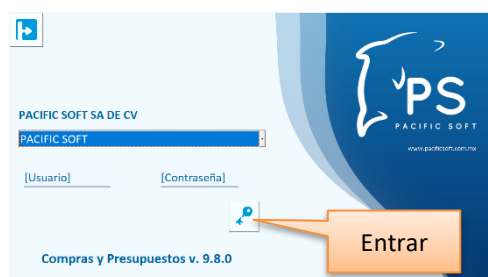 PACIFIC SOFT SA DE CV
PACIFIC SOFT
[Usuario] [Contraseña]
Compras y Presupuestos v. 9.8.0
PS
PACIFIC SOFT
www.pacificsoft.com.mx
Entrar